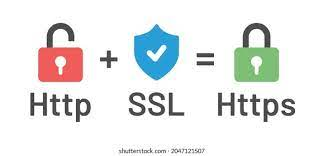 + =
Http SSL Https
shutterstock.com · 2047121507